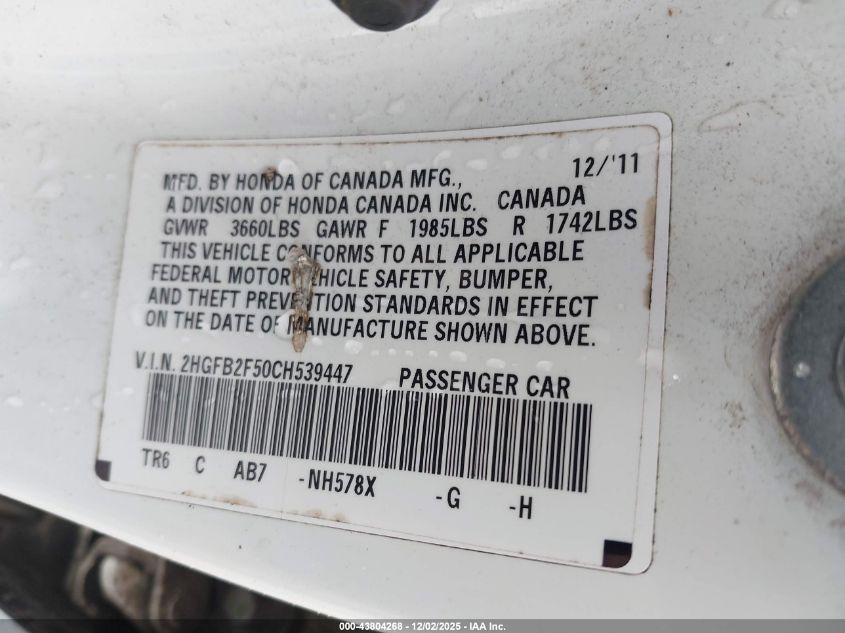 12/'11
MFD. BY HONDA OF CANADA MFG.,
A DIVISION OF HONDA CANADA INC. CANADA
GVWR 3660LBS GAWR F 1985LBS R 1742LBS
THIS VEHICLE CONFORMS TO ALL APPLICABLE
FEDERAL MOTOR VEHICLE SAFETY, BUMPER,
AND THEFT PREVENTION STANDARDS IN EFFECT
ON THE DATE OF MANUFACTURE SHOWN ABOVE.
V.I.N. 2HGFB2F50CH539447 PASSENGER CAR
TR6 C AB7 -NH578X -G -H
000-43804268 - 12/02/2025 - IAA Inc.